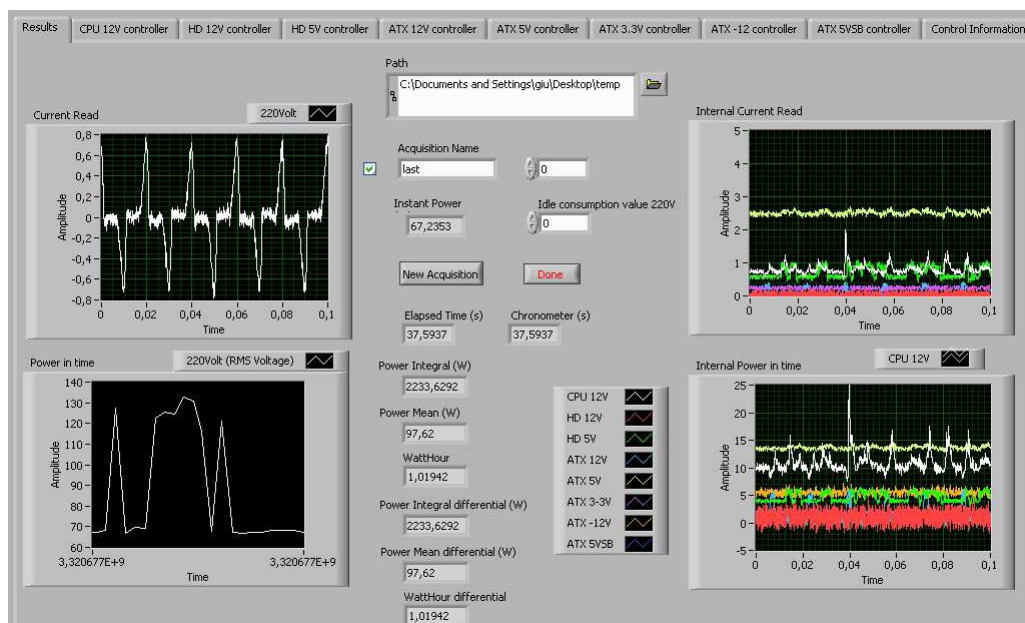 Results CPU 12V controller HD 12V controller HD 5V controller ATX 12V controller ATX 5V controller ATX 3.3V controller ATX -12 controller ATX 5VSB controller Control Information
Path
C:\Documents and Settings\giu\Desktop\temp
Current Read
220Volt
0,8
0,6
0,4
0,2
0
-0,2
-0,4
-0,6
-0,8
Amplitude
0 0,02 0,04 0,06 0,08 0,1
Time
Acquisition Name
last
0
Instant Power
67,2353
Idle consumption value 220V
0
New Acquisition
Done
Elapsed Time (s)
37,5937
Chronometer (s)
37,5937
Internal Current Read
5
4
3
2
1
0
Amplitude
0 0,02 0,04 0,06 0,08 0,1
Time
Power in time
220Volt (RMS Voltage)
140
130
120
110
100
90
80
70
60
Amplitude
3,320677E+9 3,320677E+9
Time
Power Integral (W)
2233,6292
Power Mean (W)
97,62
WattHour
1,01942
Power Integral differential (W)
2233,6292
Power Mean differential (W)
97,62
WattHour differential
1,01942
CPU 12V
HD 12V
HD 5V
ATX 12V
ATX 5V
ATX 3-3V
ATX -12V
ATX 5VSB
Internal Power in time
CPU 12V
25
20
15
10
5
0
-5
Amplitude
0 0,02 0,04 0,06 0,08 0,1
Time